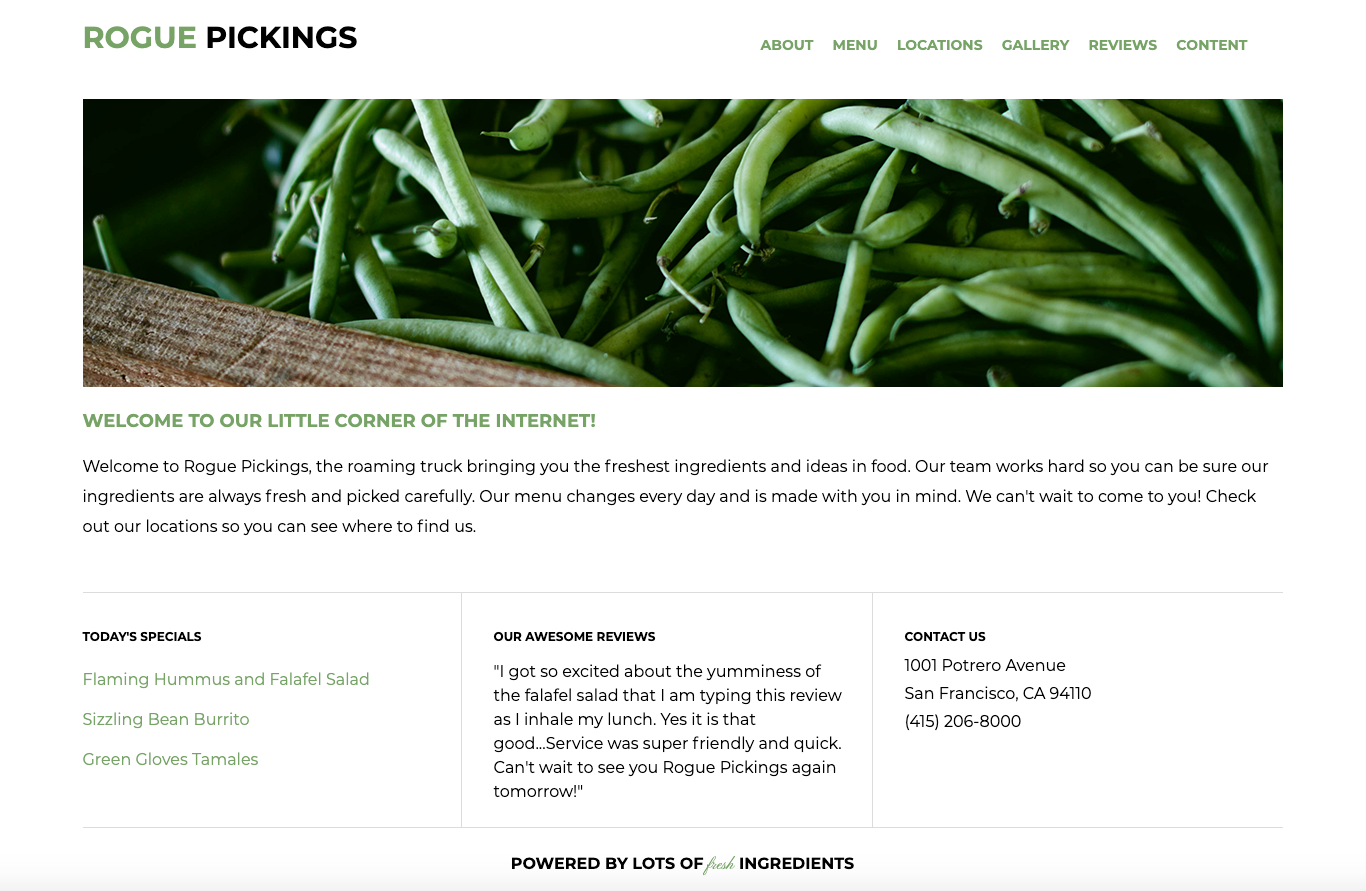 ROGUE PICKINGS
ABOUT MENU LOCATIONS GALLERY REVIEWS CONTENT
WELCOME TO OUR LITTLE CORNER OF THE INTERNET!
Welcome to Rogue Pickings, the roaming truck bringing you the freshest ingredients and ideas in food. Our team works hard so you can be sure our
ingredients are always fresh and picked carefully. Our menu changes every day and is made with you in mind. We can't wait to come to you! Check
out our locations so you can see where to find us.
TODAY'S SPECIALS
Flaming Hummus and Falafel Salad
Sizzling Bean Burrito
Green Gloves Tamales
OUR AWESOME REVIEWS
"I got so excited about the yumminess of
the falafel salad that I am typing this review
as I inhale my lunch. Yes it is that
good...Service was super friendly and quick.
Can't wait to see you Rogue Pickings again
tomorrow!"
CONTACT US
1001 Potrero Avenue
San Francisco, CA 94110
(415) 206-8000
POWERED BY LOTS OF fresh INGREDIENTS